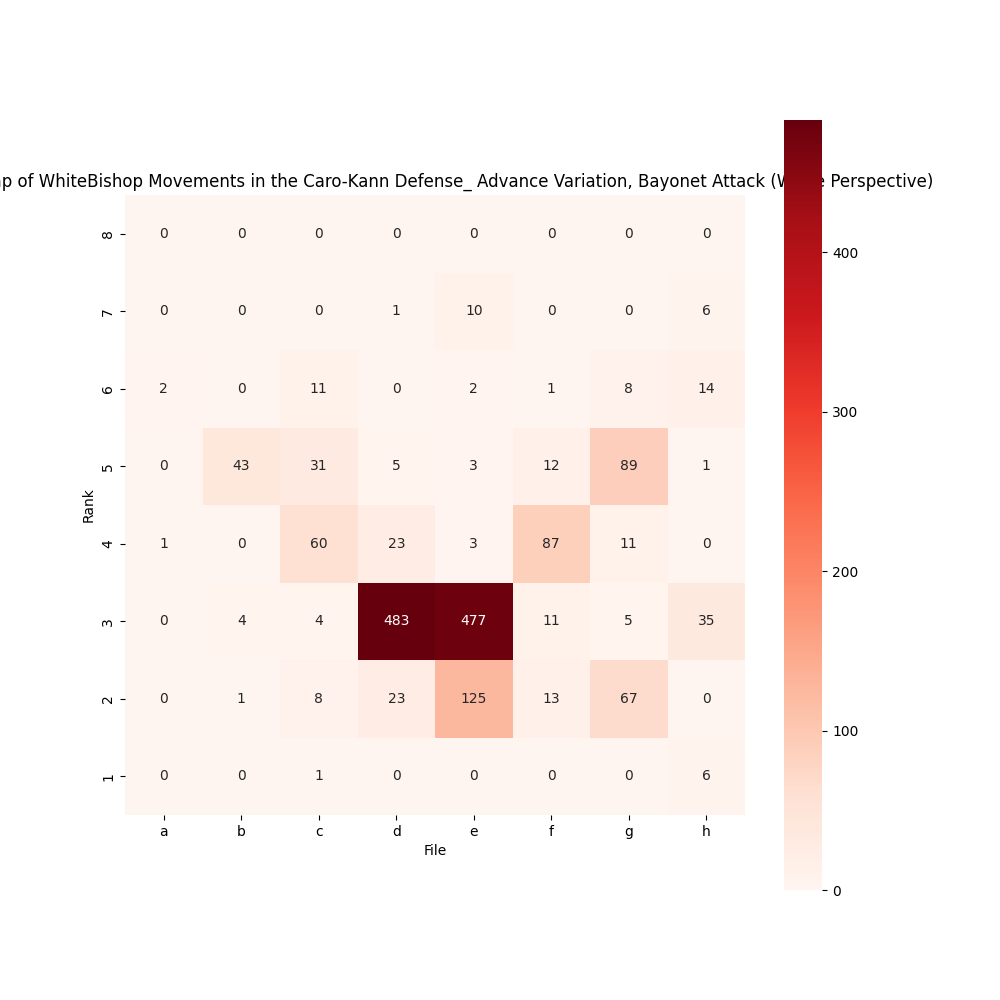 of WhiteBishop Movements in the Caro-Kann Defense_ Advance Variation, Bayonet Attack ( Perspective)
8 0 0 0 0 0 0 0 0
7 0 0 0 1 10 0 0 6
6 2 0 11 0 2 1 8 14
5 0 43 31 5 3 12 89 1
4 1 0 60 23 3 87 11 0
3 0 4 4 483 477 11 5 35
2 0 1 8 23 125 13 67 0
1 0 0 1 0 0 0 0 6
a b c d e f g h
File
Rank
400
300
200
100
0